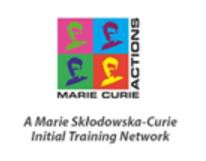 ACTIONS
MARIE CURIE
A Marie Skłodowska-Curie
Initial Training Network